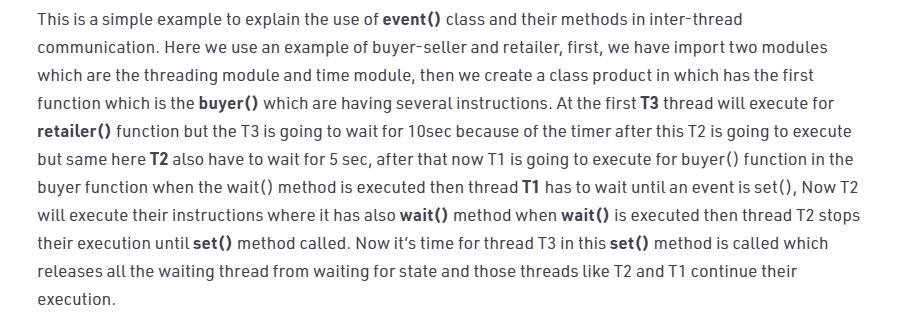 This is a simple example to explain the use of event() class and their methods in inter-thread
communication. Here we use an example of buyer-seller and retailer, first, we have import two modules
which are the threading module and time module, then we create a class product in which has the first
function which is the buyer() which are having several instructions. At the first T3 thread will execute for
retailer() function but the T3 is going to wait for 10sec because of the timer after this T2 is going to execute
but same here T2 also have to wait for 5 sec, after that now T1 is going to execute for buyer() function in the
buyer function when the wait() method is executed then thread T1 has to wait until an event is set(), Now T2
will execute their instructions where it has also wait() method when wait() is executed then thread T2 stops
their execution until set() method called. Now it’s time for thread T3 in this set() method is called which
releases all the waiting thread from waiting for state and those threads like T2 and T1 continue their
execution.